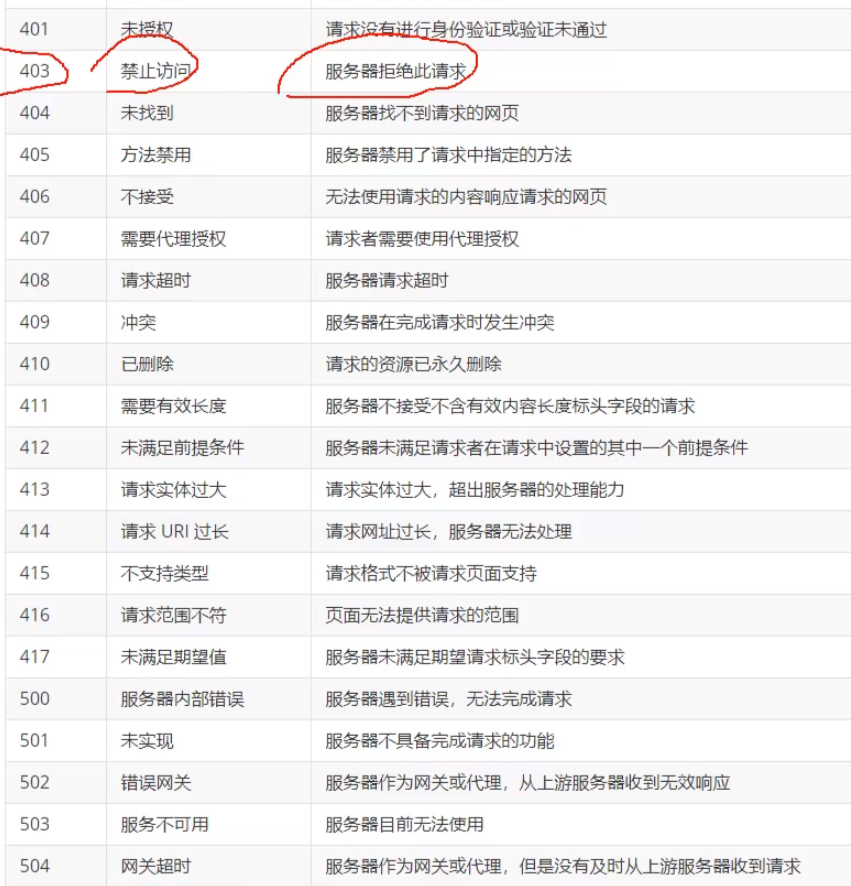 401 未授权 请求没有进行身份验证或验证未通过
403 禁止访问 服务器拒绝此请求
404 未找到 服务器找不到请求的网页
405 方法禁用 服务器禁用了请求中指定的方法
406 不接受 无法使用请求的内容响应请求的网页
407 需要代理授权 请求者需要使用代理授权
408 请求超时 服务器请求超时
409 冲突 服务器在完成请求时发生冲突
410 已删除 请求的资源已永久删除
411 需要有效长度 服务器不接受不含有效内容长度标头字段的请求
412 未满足前提条件 服务器未满足请求者在请求中设置的其中一个前提条件
413 请求实体过大 请求实体过大，超出服务器的处理能力
414 请求 URI 过长 请求网址过长，服务器无法处理
415 不支持类型 请求格式不被请求页面支持
416 请求范围不符 页面无法提供请求的范围
417 未满足期望值 服务器未满足期望请求标头字段的要求
500 服务器内部错误 服务器遇到错误，无法完成请求
501 未实现 服务器不具备完成请求的功能
502 错误网关 服务器作为网关或代理，从上游服务器收到无效响应
503 服务不可用 服务器目前无法使用
504 网关超时 服务器作为网关或代理，但是没有及时从上游服务器收到请求